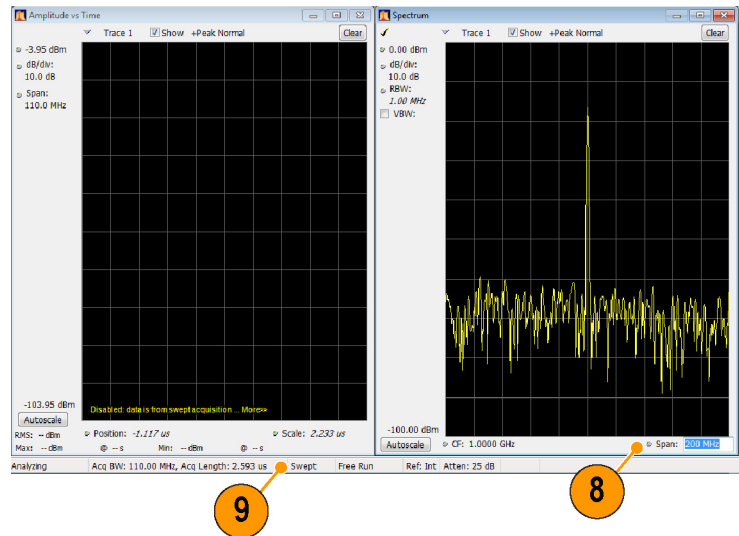 Amplitude vs Time
Trace 1 Show +Peak Normal Clear
-3.95 dBm
dB/div:
10.0 dB
Span:
110.0 MHz
-103.95 dBm
Disabled: data is from swept acquisition ... More>>
Autoscale
Position: -1.117 us Scale: 2.233 us
RMS: -- dBm
Max: -- dBm @ -- s Min: -- dBm @ -- s
Spectrum
Trace 1 Show +Peak Normal Clear
0.00 dBm
dB/div:
10.0 dB
RBW:
1.00 MHz
VBW:
-100.00 dBm
Autoscale CF: 1.0000 GHz Span: 200 MHz
Analyzing Acq BW: 110.00 MHz, Acq Length: 2.593 us Swept Free Run Ref: Int Atten: 25 dB
9
8